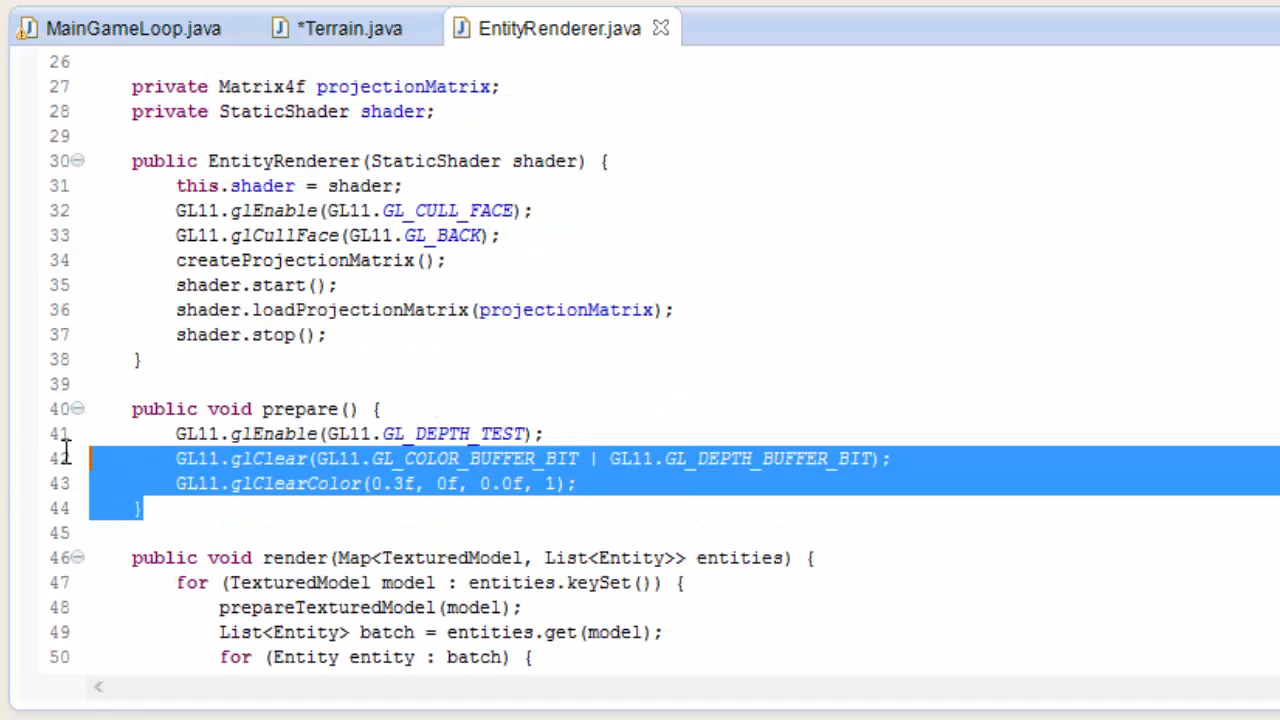 MainGameLoop.java *Terrain.java EntityRenderer.java
26
27 private Matrix4f projectionMatrix;
28 private StaticShader shader;
29
30 public EntityRenderer(StaticShader shader) {
31 this.shader = shader;
32 GL11.glEnable(GL11.GL_CULL_FACE);
33 GL11.glCullFace(GL11.GL_BACK);
34 createProjectionMatrix();
35 shader.start();
36 shader.loadProjectionMatrix(projectionMatrix);
37 shader.stop();
38 }
39
40 public void prepare() {
41 GL11.glEnable(GL11.GL_DEPTH_TEST);
42 GL11.glClear(GL11.GL_COLOR_BUFFER_BIT | GL11.GL_DEPTH_BUFFER_BIT);
43 GL11.glClearColor(0.3f, 0f, 0.0f, 1);
44 }
45
46 public void render(Map<TexturedModel, List<Entity>> entities) {
47 for (TexturedModel model : entities.keySet()) {
48 prepareTexturedModel(model);
49 List<Entity> batch = entities.get(model);
50 for (Entity entity : batch) {